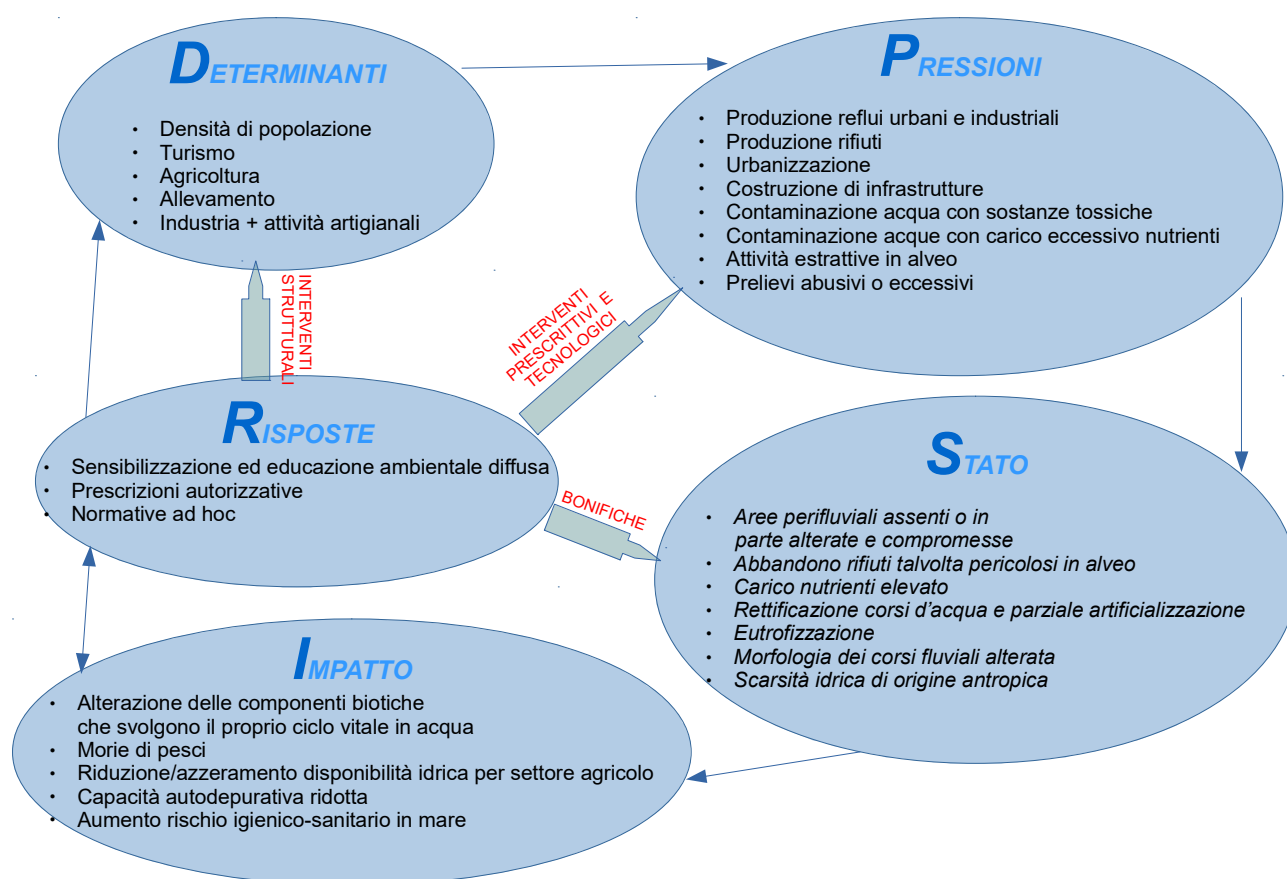 DETERMINANTI
• Densità di popolazione
• Turismo
• Agricoltura
• Allevamento
• Industria + attività artigianali
PRESSIONI
• Produzione reflui urbani e industriali
• Produzione rifiuti
• Urbanizzazione
• Costruzione di infrastrutture
• Contaminazione acqua con sostanze tossiche
• Contaminazione acque con carico eccessivo nutrienti
• Attività estrattive in alveo
• Prelievi abusivi o eccessivi
INTERVENTI
STRUTTURALI
INTERVENTI
PRESCRITTIVI E
TECNOLOGICI
RISPOSTE
• Sensibilizzazione ed educazione ambientale diffusa
• Prescrizioni autorizzative
• Normative ad hoc
BONIFICHE
STATO
• Aree perifluviali assenti o in
parte alterate e compromesse
• Abbandono rifiuti talvolta pericolosi in alveo
• Carico nutrienti elevato
• Rettificazione corsi d'acqua e parziale artificializzazione
• Eutrofizzazione
• Morfologia dei corsi fluviali alterata
• Scarsità idrica di origine antropica
IMPATTO
• Alterazione delle componenti biotiche
che svolgono il proprio ciclo vitale in acqua
• Morie di pesci
• Riduzione/azzeramento disponibilità idrica per settore agricolo
• Capacità autodepurativa ridotta
• Aumento rischio igienico-sanitario in mare